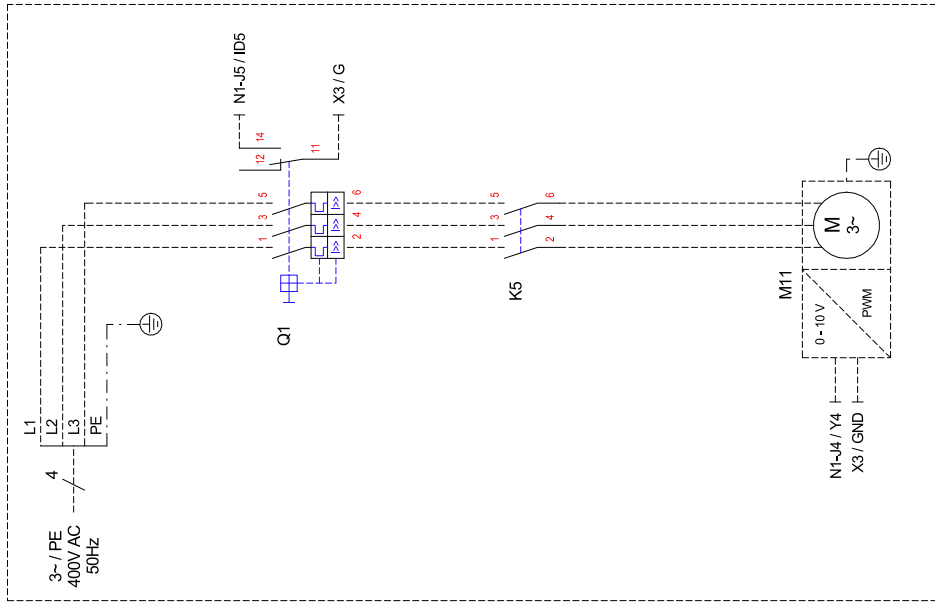 3~ / PE
400V AC
50Hz
4
L1
L2
L3
PE
Q1
1
3
5
2
4
6
I>>
I>>
I>>
12
14
11
N1-J5 / ID5
X3 / G
K5
1
3
5
2
4
6
M11
M
3~
0 - 10 V
PWM
N1-J4 / Y4
X3 / GND